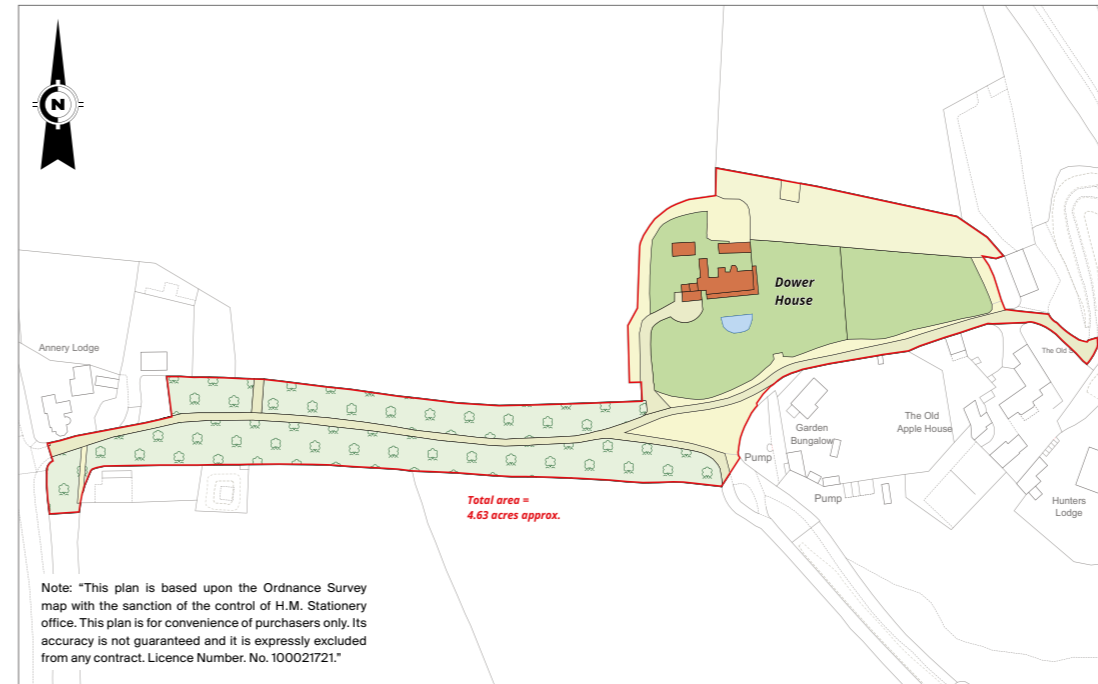 N
Dower
House
Annery Lodge
The Old
The Old
Apple House
Garden
Bungalow
Pump
Pump
Hunters
Lodge
Total area =
4.63 acres approx.
Note: “This plan is based upon the Ordnance Survey
map with the sanction of the control of H.M. Stationery
office. This plan is for convenience of purchasers only. Its
accuracy is not guaranteed and it is expressly excluded
from any contract. Licence Number. No. 100021721.”